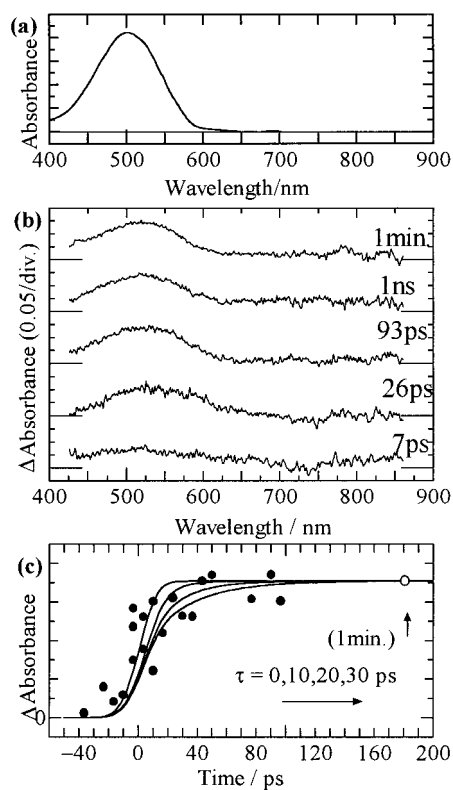 (a)
Absorbance
400 500 600 700 800 900
Wavelength/nm
(b)
Δ Absorbance (0.05/div.)
1min.
1ns
93ps
26ps
7ps
400 500 600 700 800 900
Wavelength / nm
(c)
Δ Absorbance
0
(1min.)
τ = 0,10,20,30 ps
−40 0 40 80 120 160 200
Time / ps